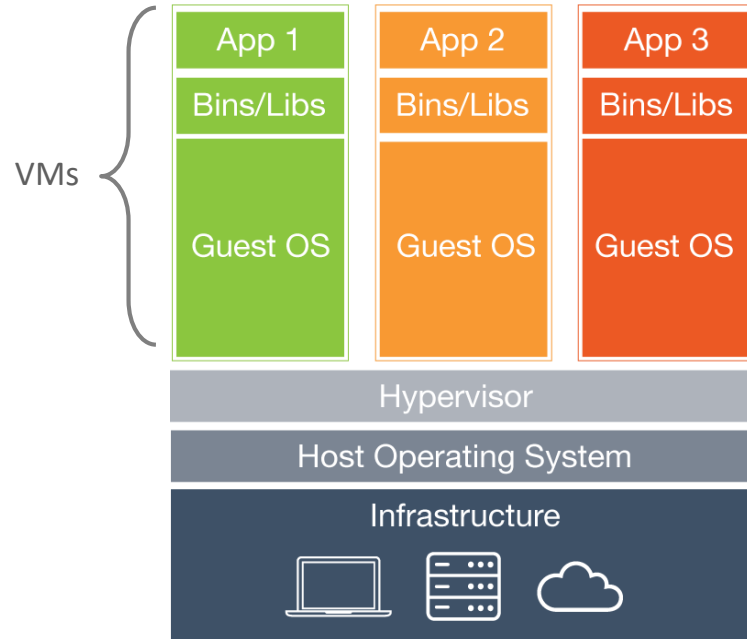 VMs
App 1
Bins/Libs
Guest OS
App 2
Bins/Libs
Guest OS
App 3
Bins/Libs
Guest OS
Hypervisor
Host Operating System
Infrastructure